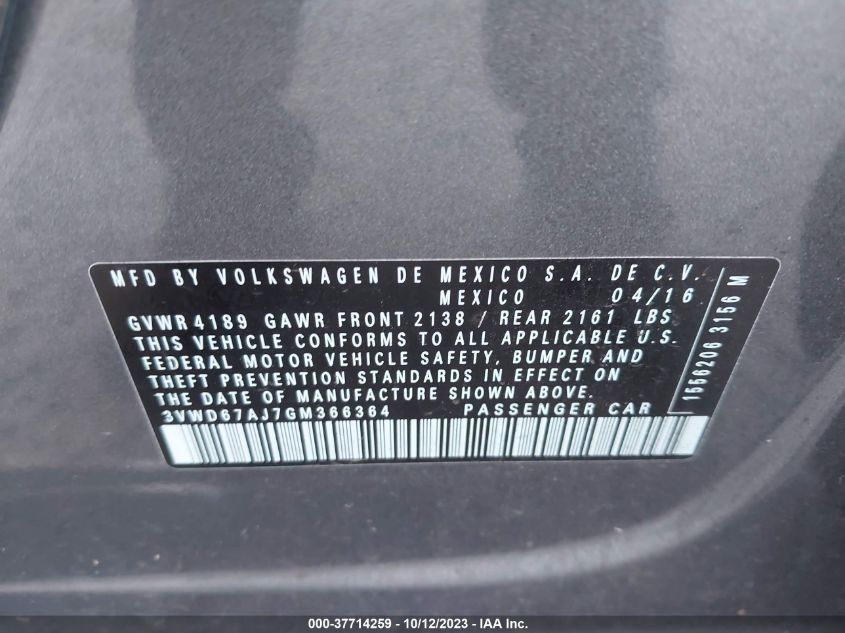 MFD BY VOLKSWAGEN DE MEXICO S.A. DE C.V.
MEXICO 04/16
GVWR 4189 GAWR FRONT 2138 / REAR 2161 LBS
THIS VEHICLE CONFORMS TO ALL APPLICABLE U.S.
FEDERAL MOTOR VEHICLE SAFETY, BUMPER AND
THEFT PREVENTION STANDARDS IN EFFECT ON
THE DATE OF MANUFACTURE SHOWN ABOVE.
3VWD67AJ7GM366364 PASSENGER CAR
1558206 3156 M
000-37714259 - 10/12/2023 - IAA Inc.